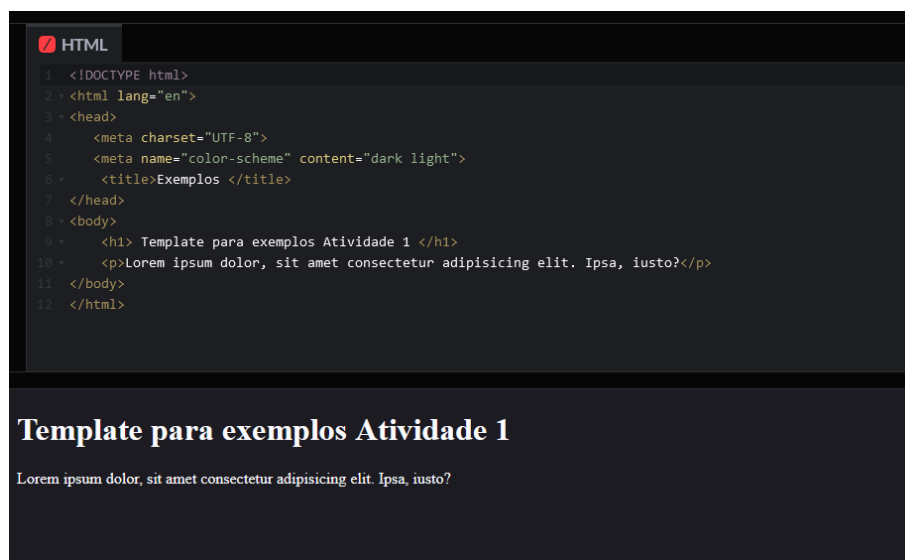 HTML
1 <!DOCTYPE html>
2 <html lang="en">
3 <head>
4 <meta charset="UTF-8">
5 <meta name="color-scheme" content="dark light">
6 <title>Exemplos </title>
7 </head>
8 <body>
9 <h1> Template para exemplos Atividade 1 </h1>
10 <p>Lorem ipsum dolor, sit amet consectetur adipisicing elit. Ipsa, iusto?</p>
11 </body>
12 </html>
Template para exemplos Atividade 1
Lorem ipsum dolor, sit amet consectetur adipisicing elit. Ipsa, iusto?